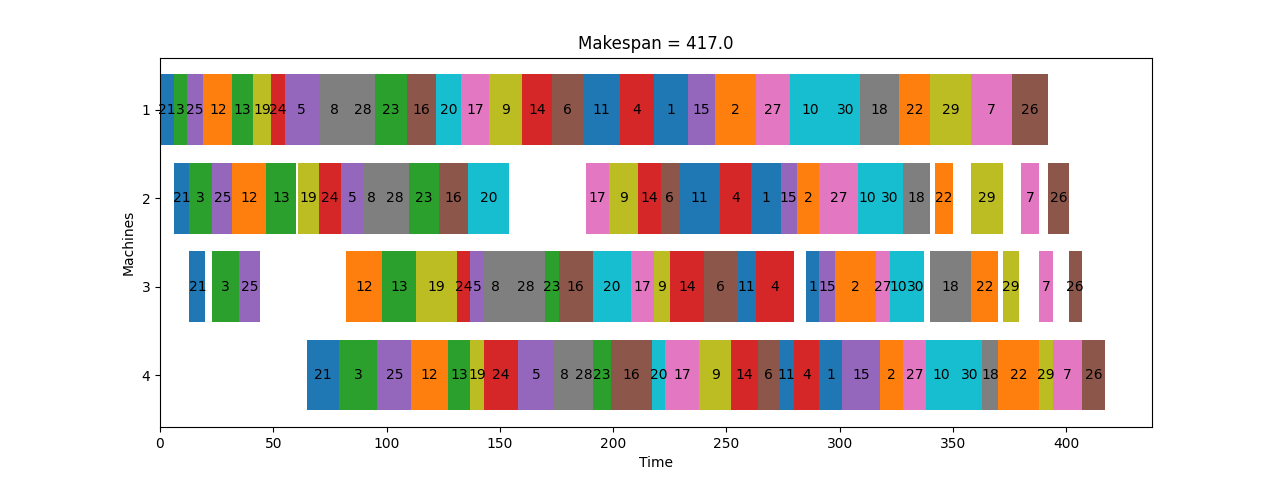 Makespan = 417.0
1 21 3 25 12 13 19 24 5 8 28 23 16 20 17 9 14 6 11 4 1 15 2 27 10 30 18 22 29 7 26
2 21 3 25 12 13 19 24 5 8 28 23 16 20 17 9 14 6 11 4 1 15 2 27 10 30 18 22 29 7 26
3 21 3 25 12 13 19 24 5 8 28 23 16 20 17 9 14 6 11 4 1 15 2 27 10 30 18 22 29 7 26
4 21 3 25 12 13 19 24 5 8 28 23 16 20 17 9 14 6 11 4 1 15 2 27 10 30 18 22 29 7 26
Machines
0 50 100 150 200 250 300 350 400
Time